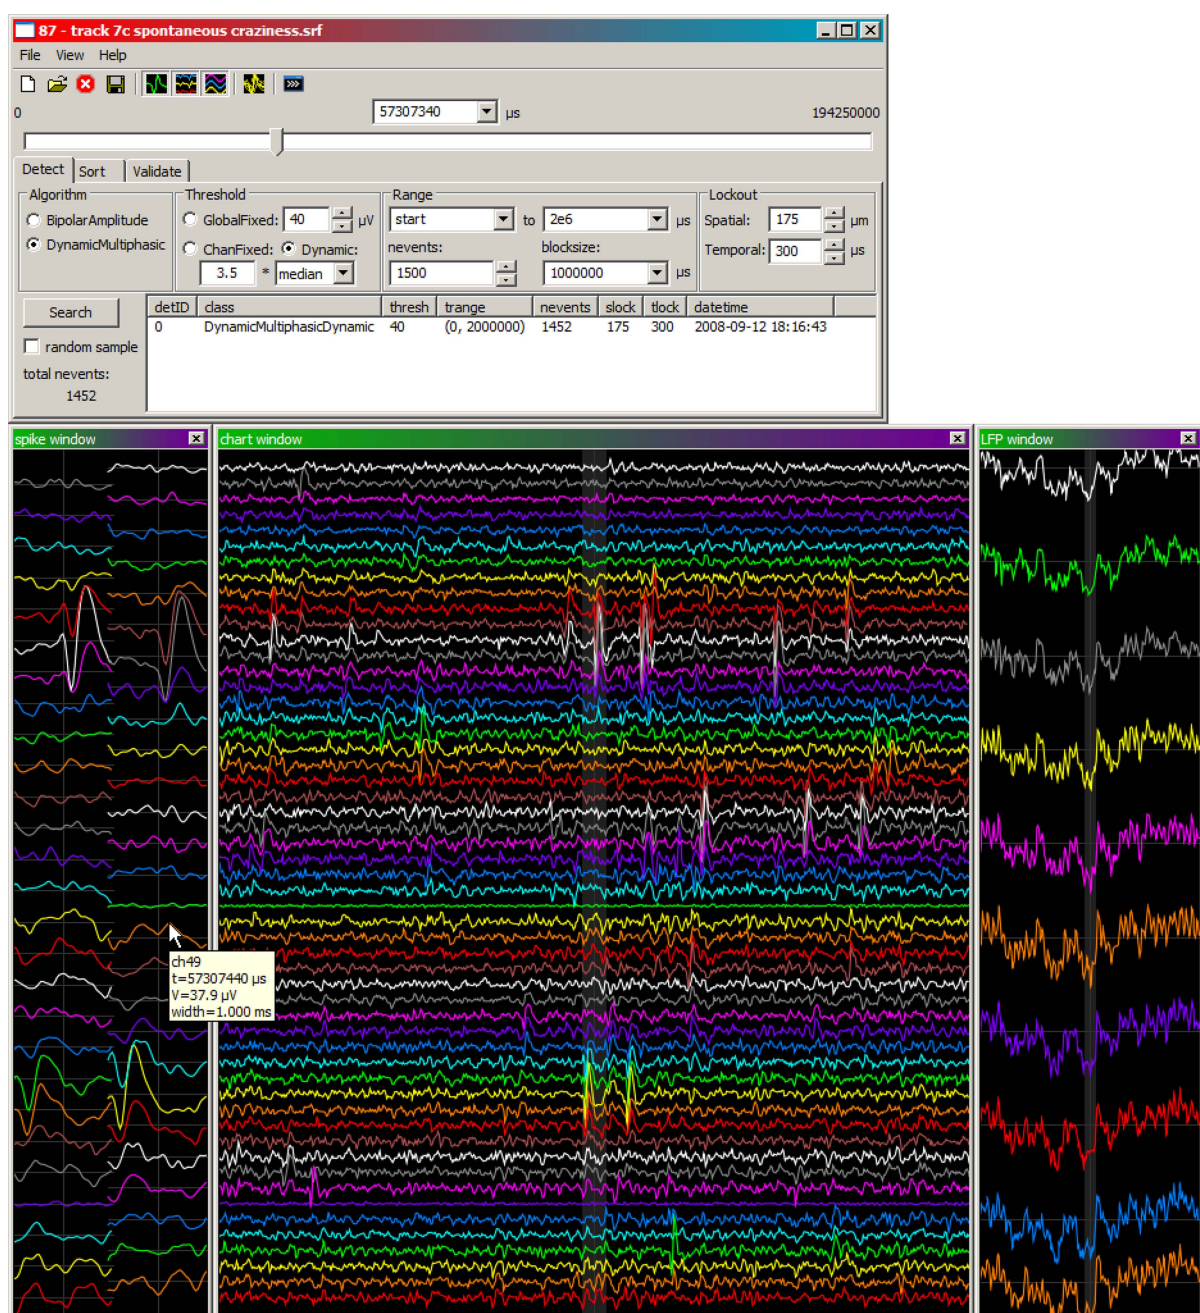 87 - track 7c spontaneous craziness.srf
File View Help
0 57307340 µs 194250000
Detect Sort Validate
Algorithm Threshold Range Lockout
BipolarAmplitude GlobalFixed: 40 µV start to 2e6 µs Spatial: 175 µm
DynamicMultiphasic ChanFixed: Dynamic: nevents: blocksize: Temporal: 300 µs
3.5 * median 1500 1000000 µs
Search detID class thresh trange nevents slock tlock datetime
0 DynamicMultiphasicDynamic 40 (0, 2000000) 1452 175 300 2008-09-12 18:16:43
random sample
total nevents:
1452
spike window chart window LFP window
ch49
t=57307440 µs
V=37.9 µV
width=1.000 ms